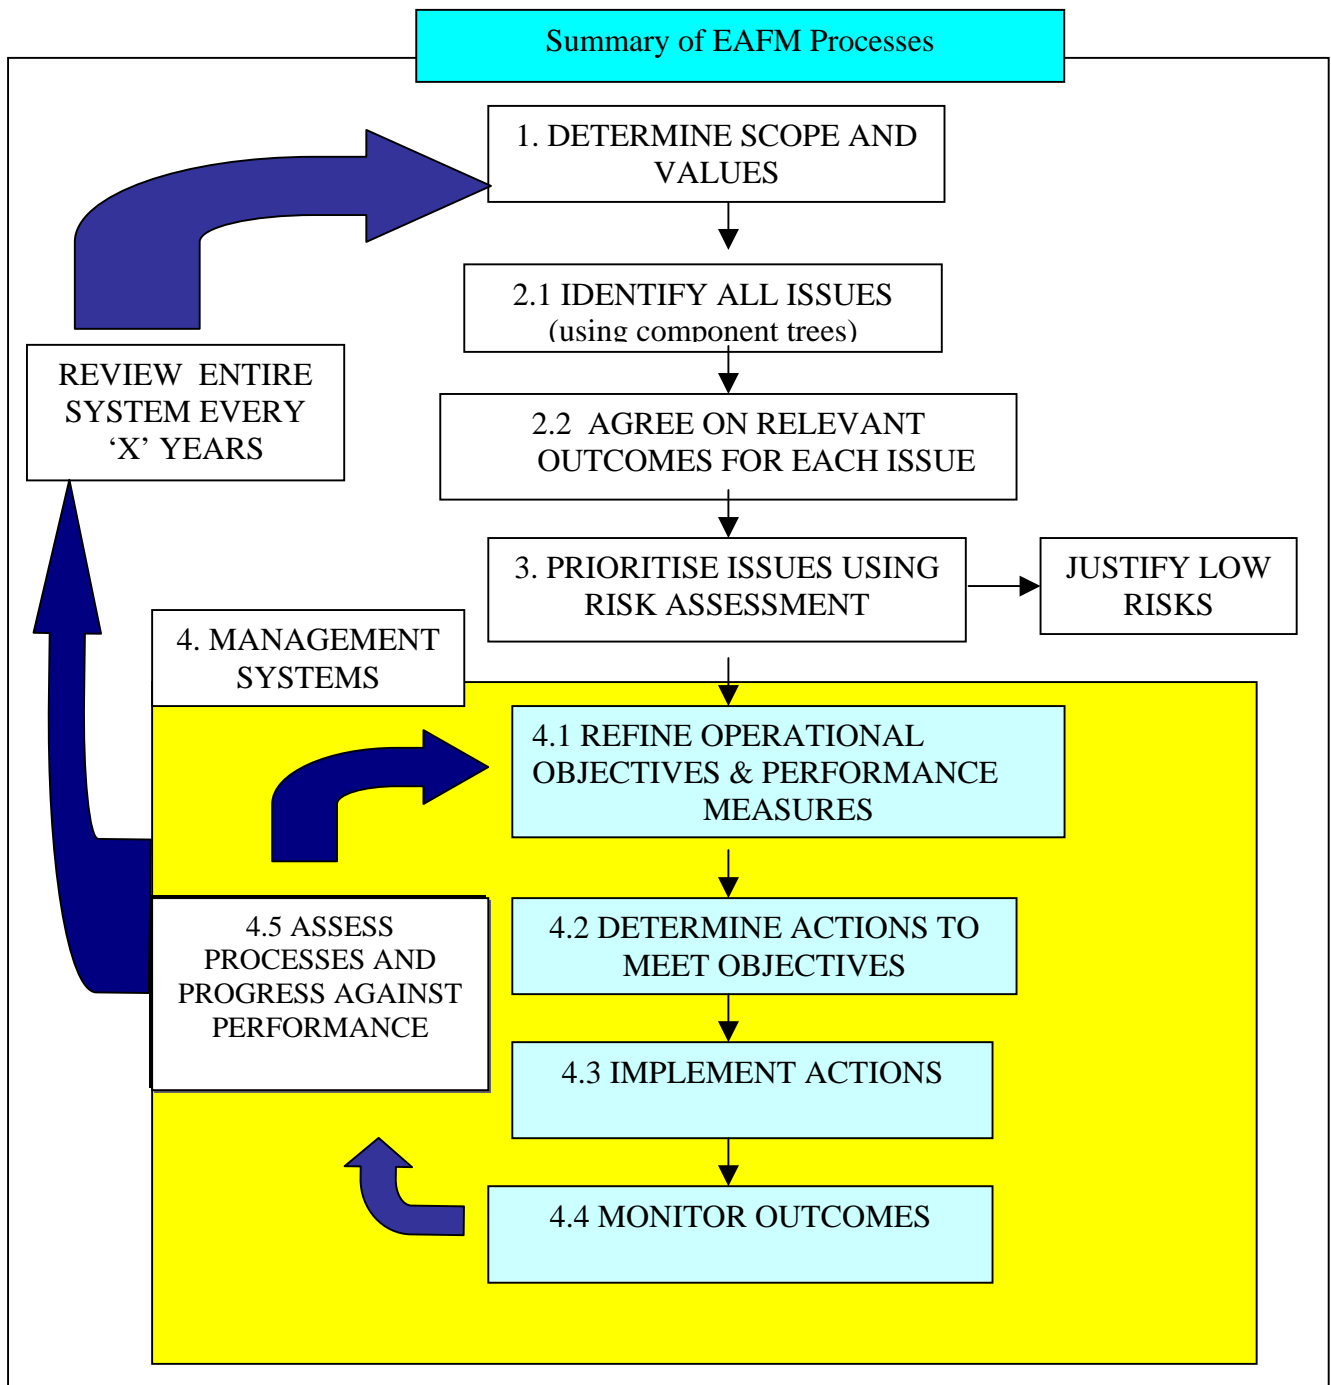 Summary of EAFM Processes
1. DETERMINE SCOPE AND
VALUES
2.1 IDENTIFY ALL ISSUES
(using component trees)
REVIEW ENTIRE
SYSTEM EVERY
‘X’ YEARS
2.2 AGREE ON RELEVANT
OUTCOMES FOR EACH ISSUE
3. PRIORITISE ISSUES USING
RISK ASSESSMENT
JUSTIFY LOW
RISKS
4. MANAGEMENT
SYSTEMS
4.1 REFINE OPERATIONAL
OBJECTIVES & PERFORMANCE
MEASURES
4.5 ASSESS
PROCESSES AND
PROGRESS AGAINST
PERFORMANCE
4.2 DETERMINE ACTIONS TO
MEET OBJECTIVES
4.3 IMPLEMENT ACTIONS
4.4 MONITOR OUTCOMES